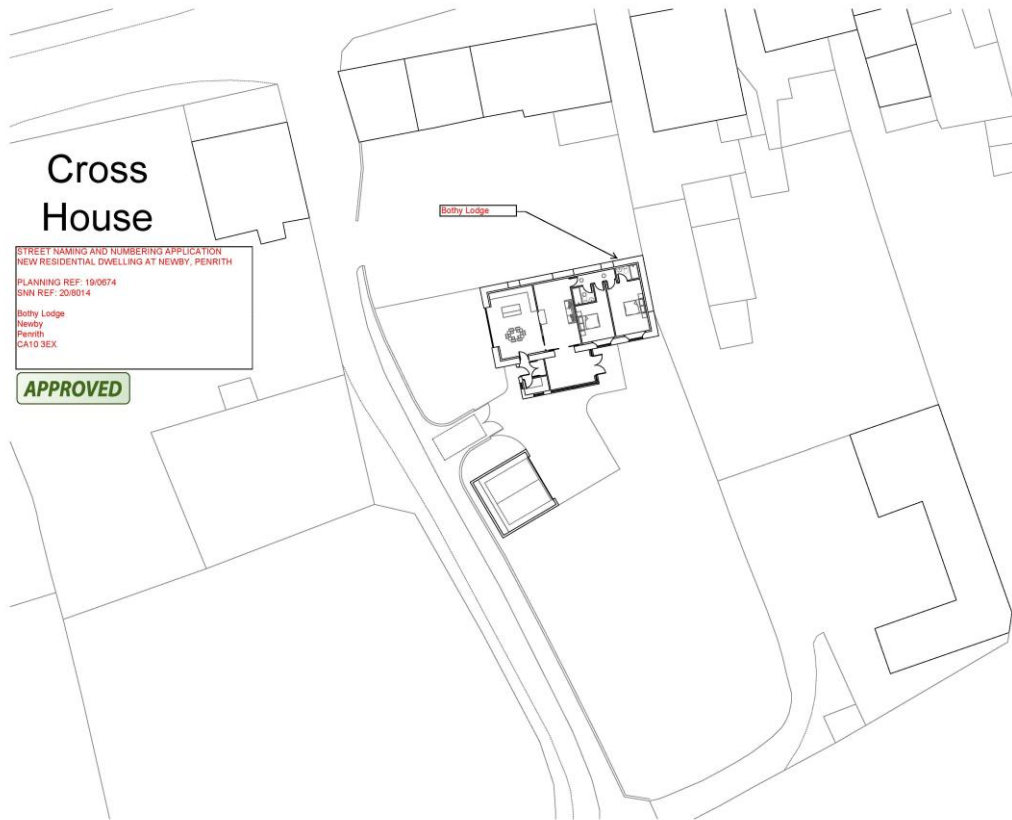 Cross
House
STREET NAMING AND NUMBERING APPLICATION
NEW RESIDENTIAL DWELLING AT NEWBY, PENRITH
PLANNING REF: 19/0674
SNN REF: 20/8014
Bothy Lodge
Newby
Penrith
CA10 3EX
APPROVED
Bothy Lodge